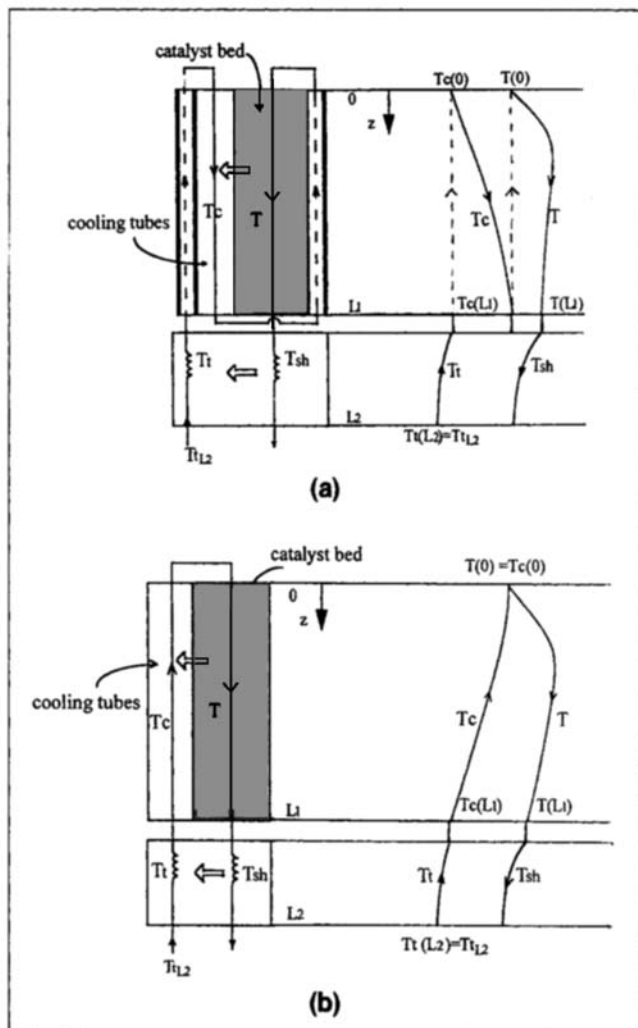 catalyst bed
Tc(0) T(0)
0
z
Tc T Tc T
cooling tubes
L1 Tc(L1) T(L1)
Tt Tsh Tt Tsh
L2
Tt(L2)=TtL2
TtL2
(a)
catalyst bed
T(0) =Tc(0)
0
z
cooling tubes
Tc T Tc T
L1 Tc(L1) T(L1)
Tt Tsh Tt Tsh
L2
Tt (L2)=TtL2
TtL2
(b)